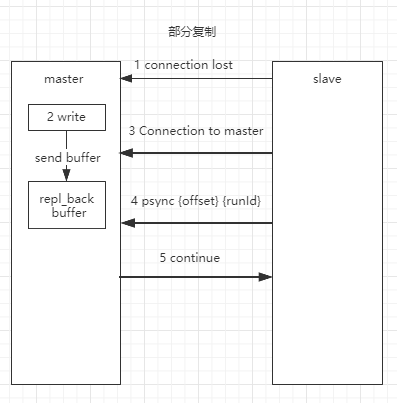 部分复制
1 connection lost
master
slave
2 write
3 Connection to master
send buffer
repl_back
buffer
4 psync {offset} {runId}
5 continue